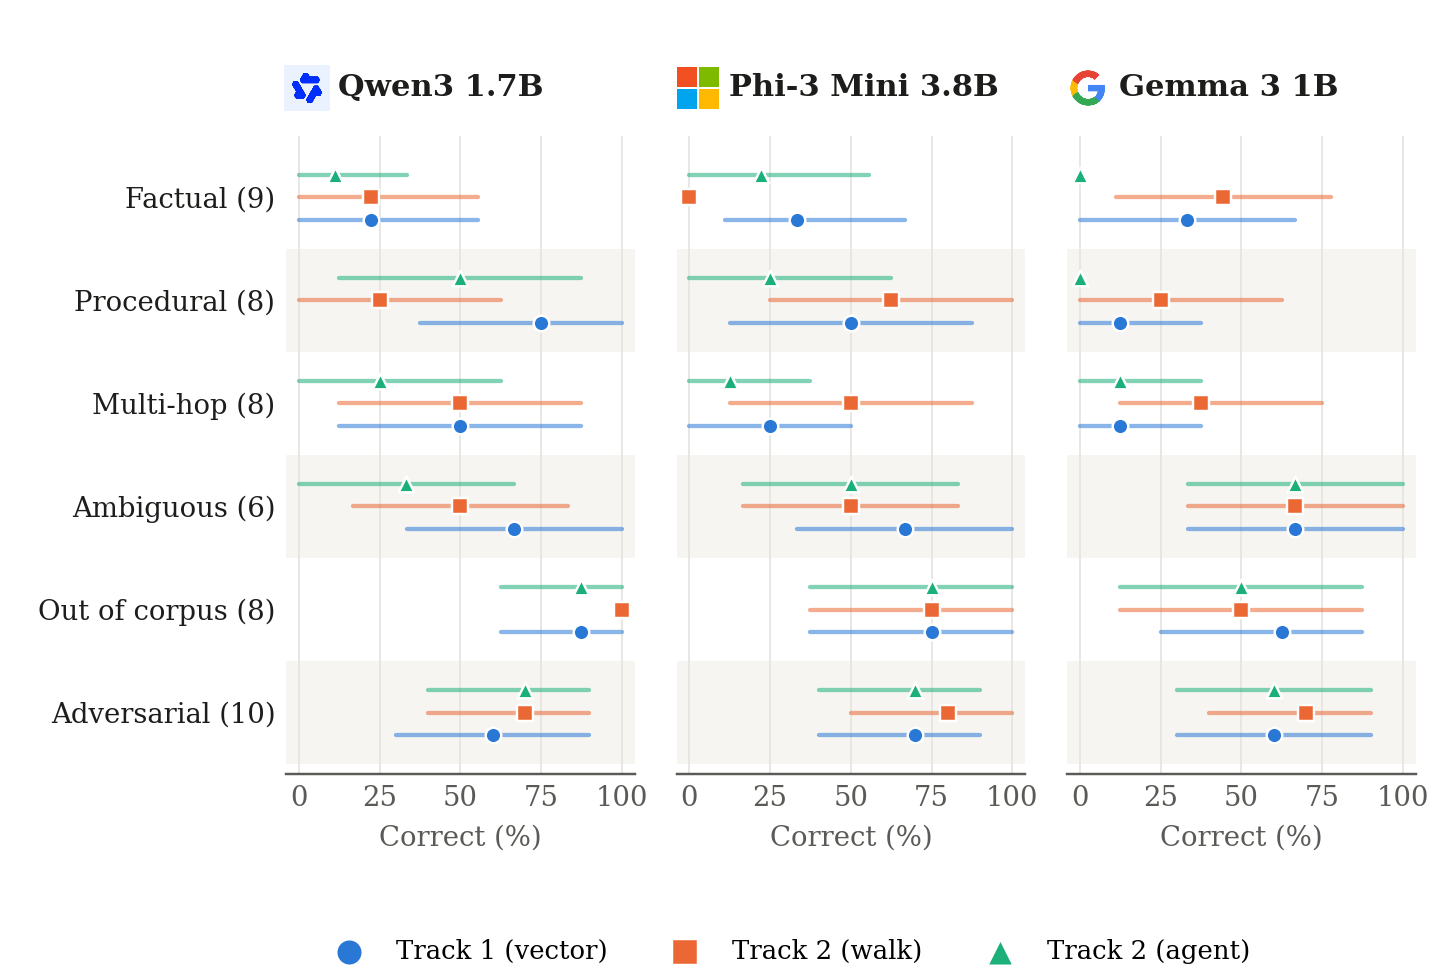 Qwen3 1.7B
Phi-3 Mini 3.8B
Gemma 3 1B
Factual (9)
Procedural (8)
Multi-hop (8)
Ambiguous (6)
Out of corpus (8)
Adversarial (10)
0 25 50 75 100
0 25 50 75 100
0 25 50 75 100
Correct (%)
Correct (%)
Correct (%)
Track 1 (vector)
Track 2 (walk)
Track 2 (agent)